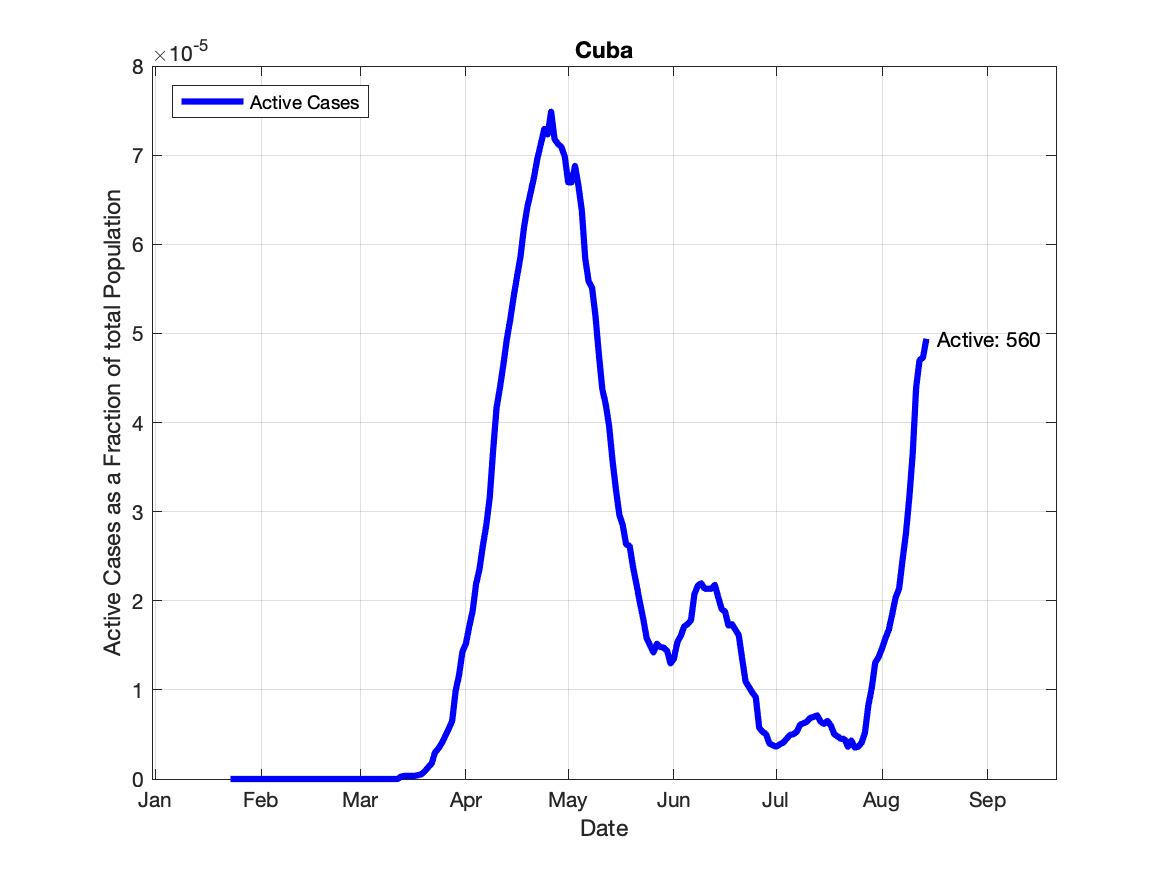 Cuba
×10-5
Active Cases
8
7
6
5
4
3
2
1
0
Active Cases as a Fraction of total Population
Active: 560
Jan Feb Mar Apr May Jun Jul Aug Sep
Date